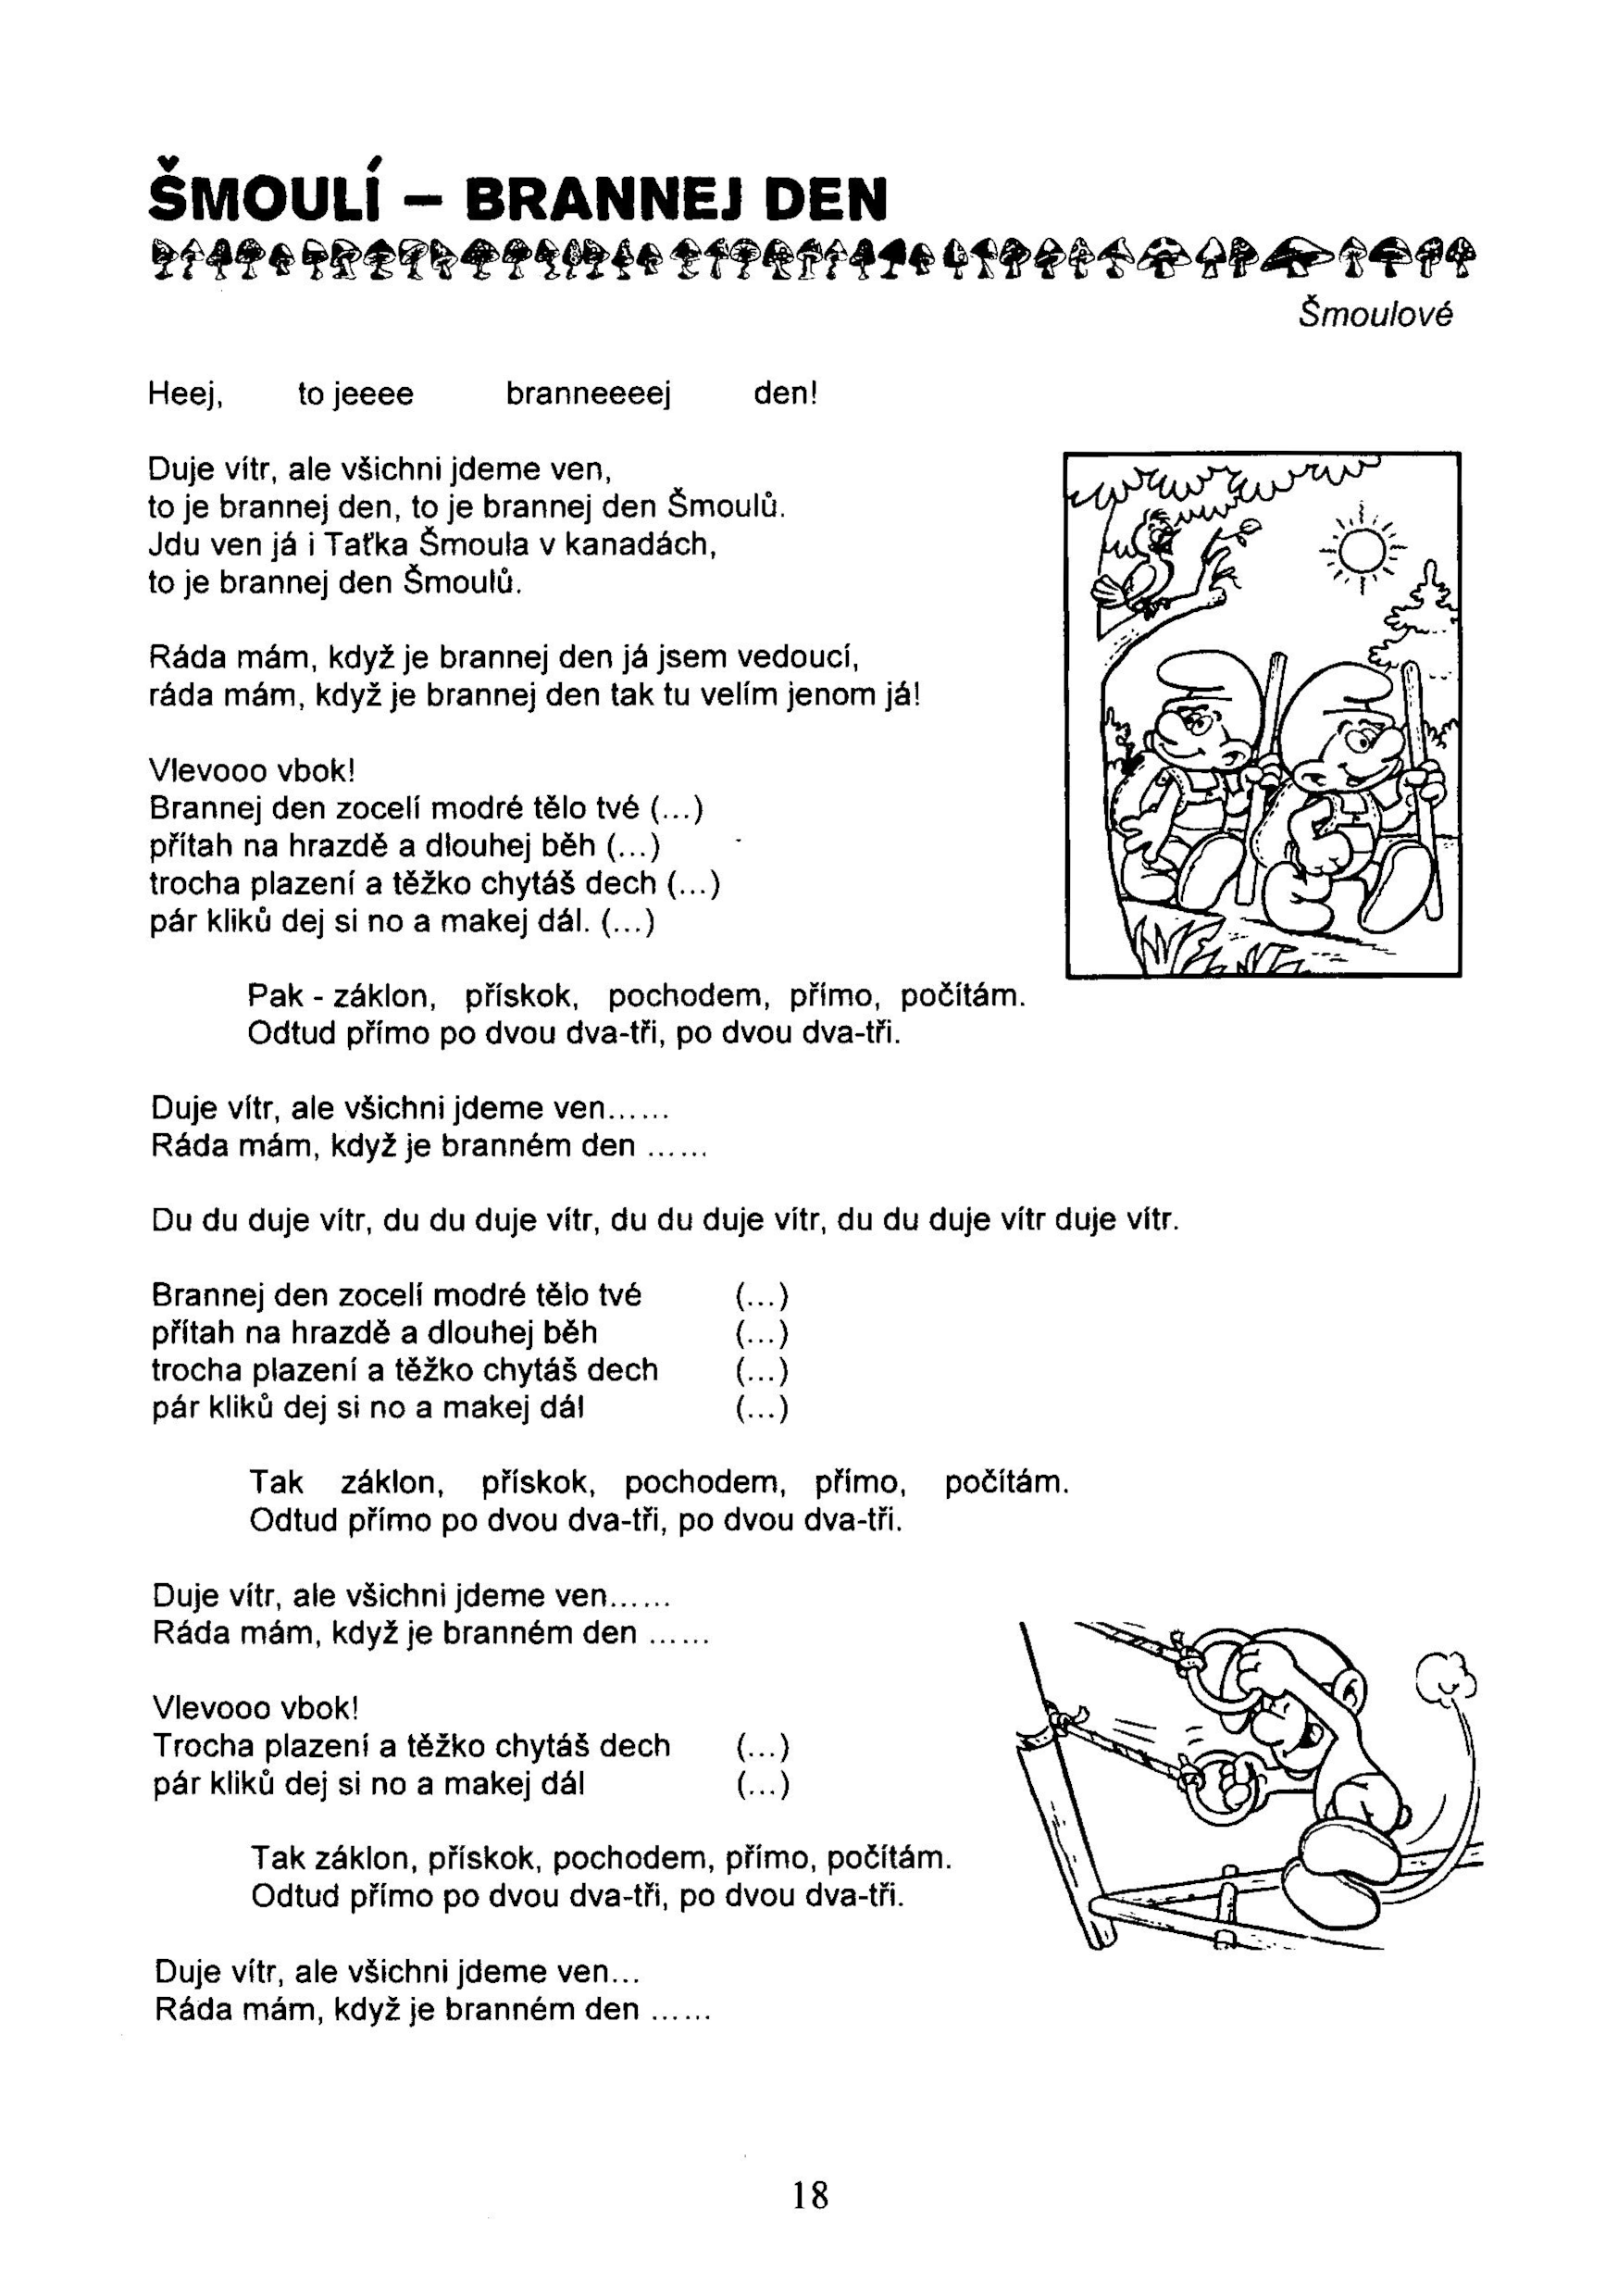 ŠMOULÍ – BRANNEJ DEN
Šmoulové
Heej, to jeeee branneeeej den!
Duje vítr, ale všichni jdeme ven,
to je brannej den, to je brannej den Šmoulů.
Jdu ven já i Taťka Šmoula v kanadách,
to je brannej den Šmoulů.
Ráda mám, když je brannej den já jsem vedoucí,
ráda mám, když je brannej den tak tu velím jenom já!
Vlevooo vbok!
Brannej den zocelí modré tělo tvé (...)
přítah na hrazdě a dlouhej běh (...)
trocha plazení a těžko chytáš dech (...)
pár kliků dej si no a makej dál. (...)
Pak - záklon, přískok, pochodem, přímo, počítám.
Odtud přímo po dvou dva-tři, po dvou dva-tři.
Duje vítr, ale všichni jdeme ven......
Ráda mám, když je branném den ......
Du du duje vítr, du du duje vítr, du du duje vítr, du du duje vítr duje vítr.
Brannej den zocelí modré tělo tvé (...)
přítah na hrazdě a dlouhej běh (...)
trocha plazení a těžko chytáš dech (...)
pár kliků dej si no a makej dál (...)
Tak záklon, přískok, pochodem, přímo, počítám.
Odtud přímo po dvou dva-tři, po dvou dva-tři.
Duje vítr, ale všichni jdeme ven......
Ráda mám, když je branném den ......
Vlevooo vbok!
Trocha plazení a těžko chytáš dech (...)
pár kliků dej si no a makej dál (...)
Tak záklon, přískok, pochodem, přímo, počítám.
Odtud přímo po dvou dva-tři, po dvou dva-tři.
Duje vítr, ale všichni jdeme ven...
Ráda mám, když je branném den ......
18